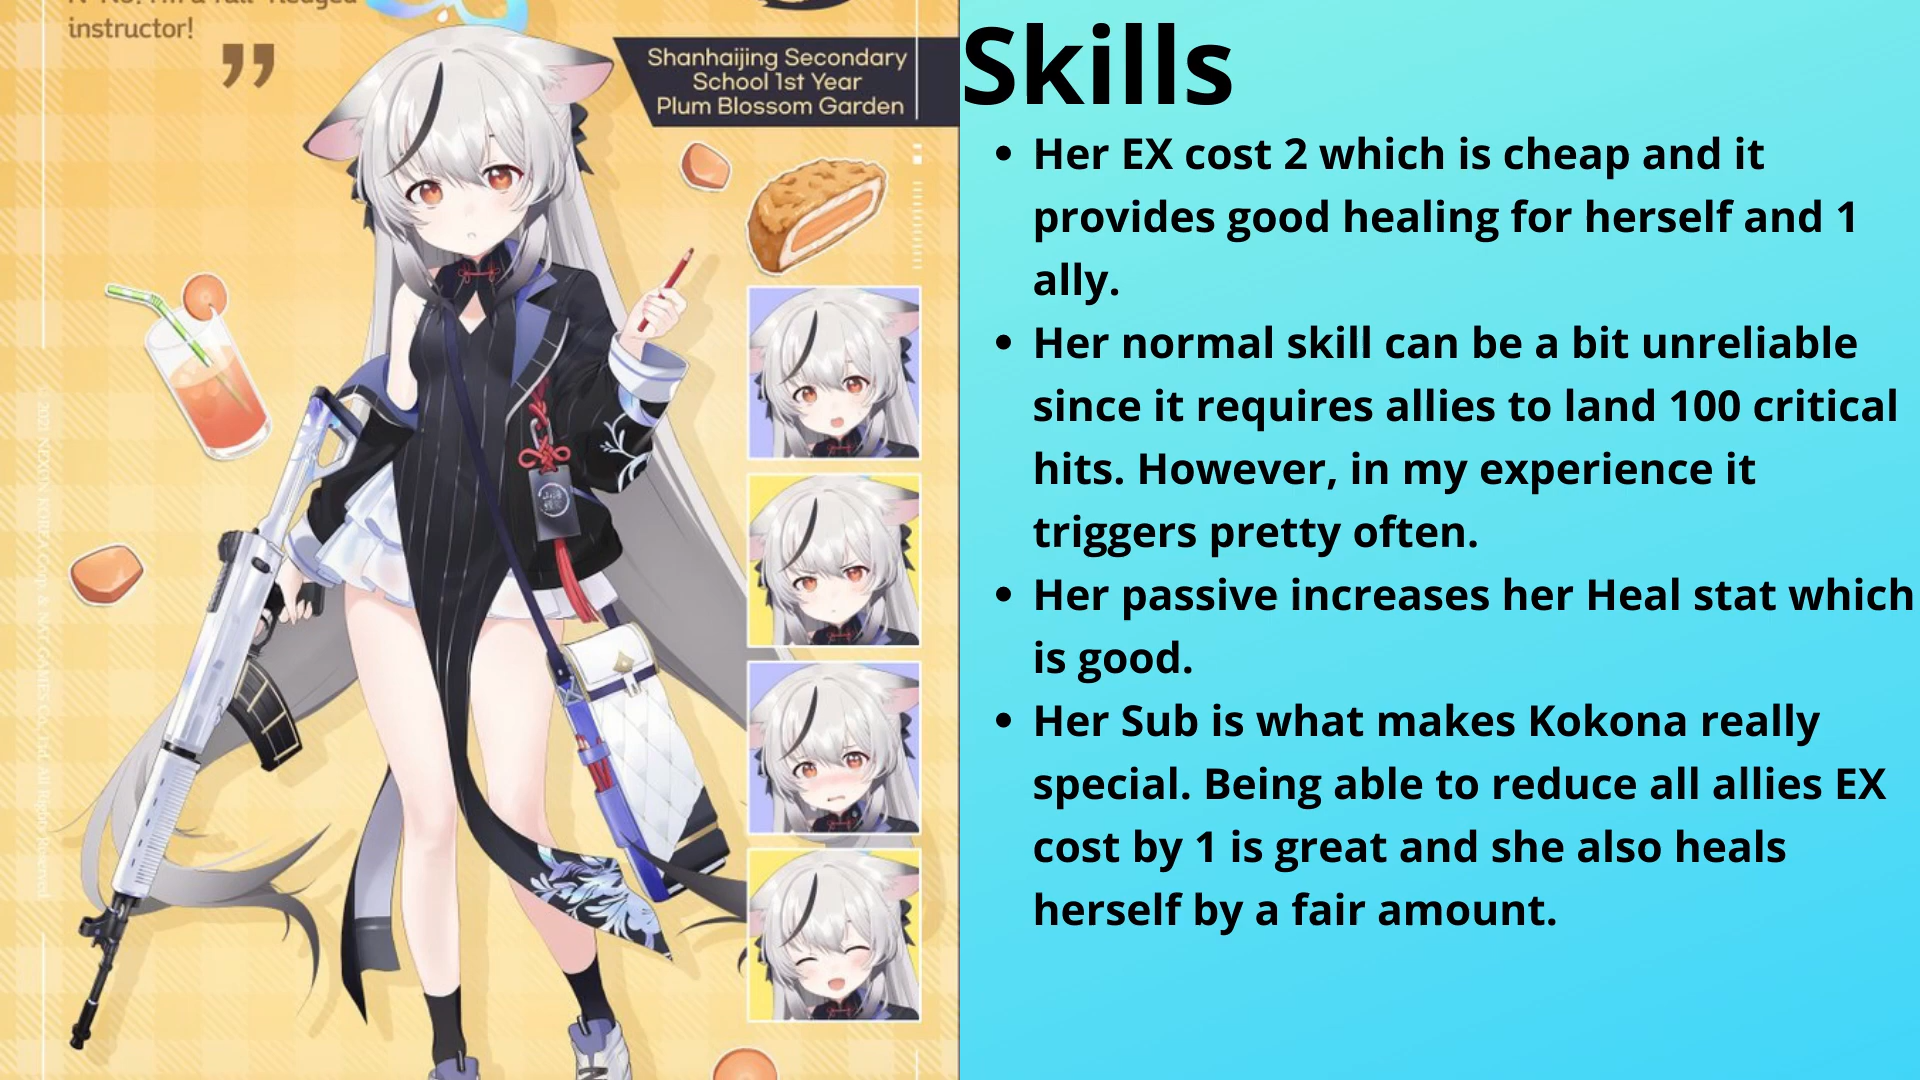 instructor!
”
Shanhaijing Secondary
School 1st Year
Plum Blossom Garden
Skills
• Her EX cost 2 which is cheap and it
provides good healing for herself and 1
ally.
• Her normal skill can be a bit unreliable
since it requires allies to land 100 critical
hits. However, in my experience it
triggers pretty often.
• Her passive increases her Heal stat which
is good.
• Her Sub is what makes Kokona really
special. Being able to reduce all allies EX
cost by 1 is great and she also heals
herself by a fair amount.